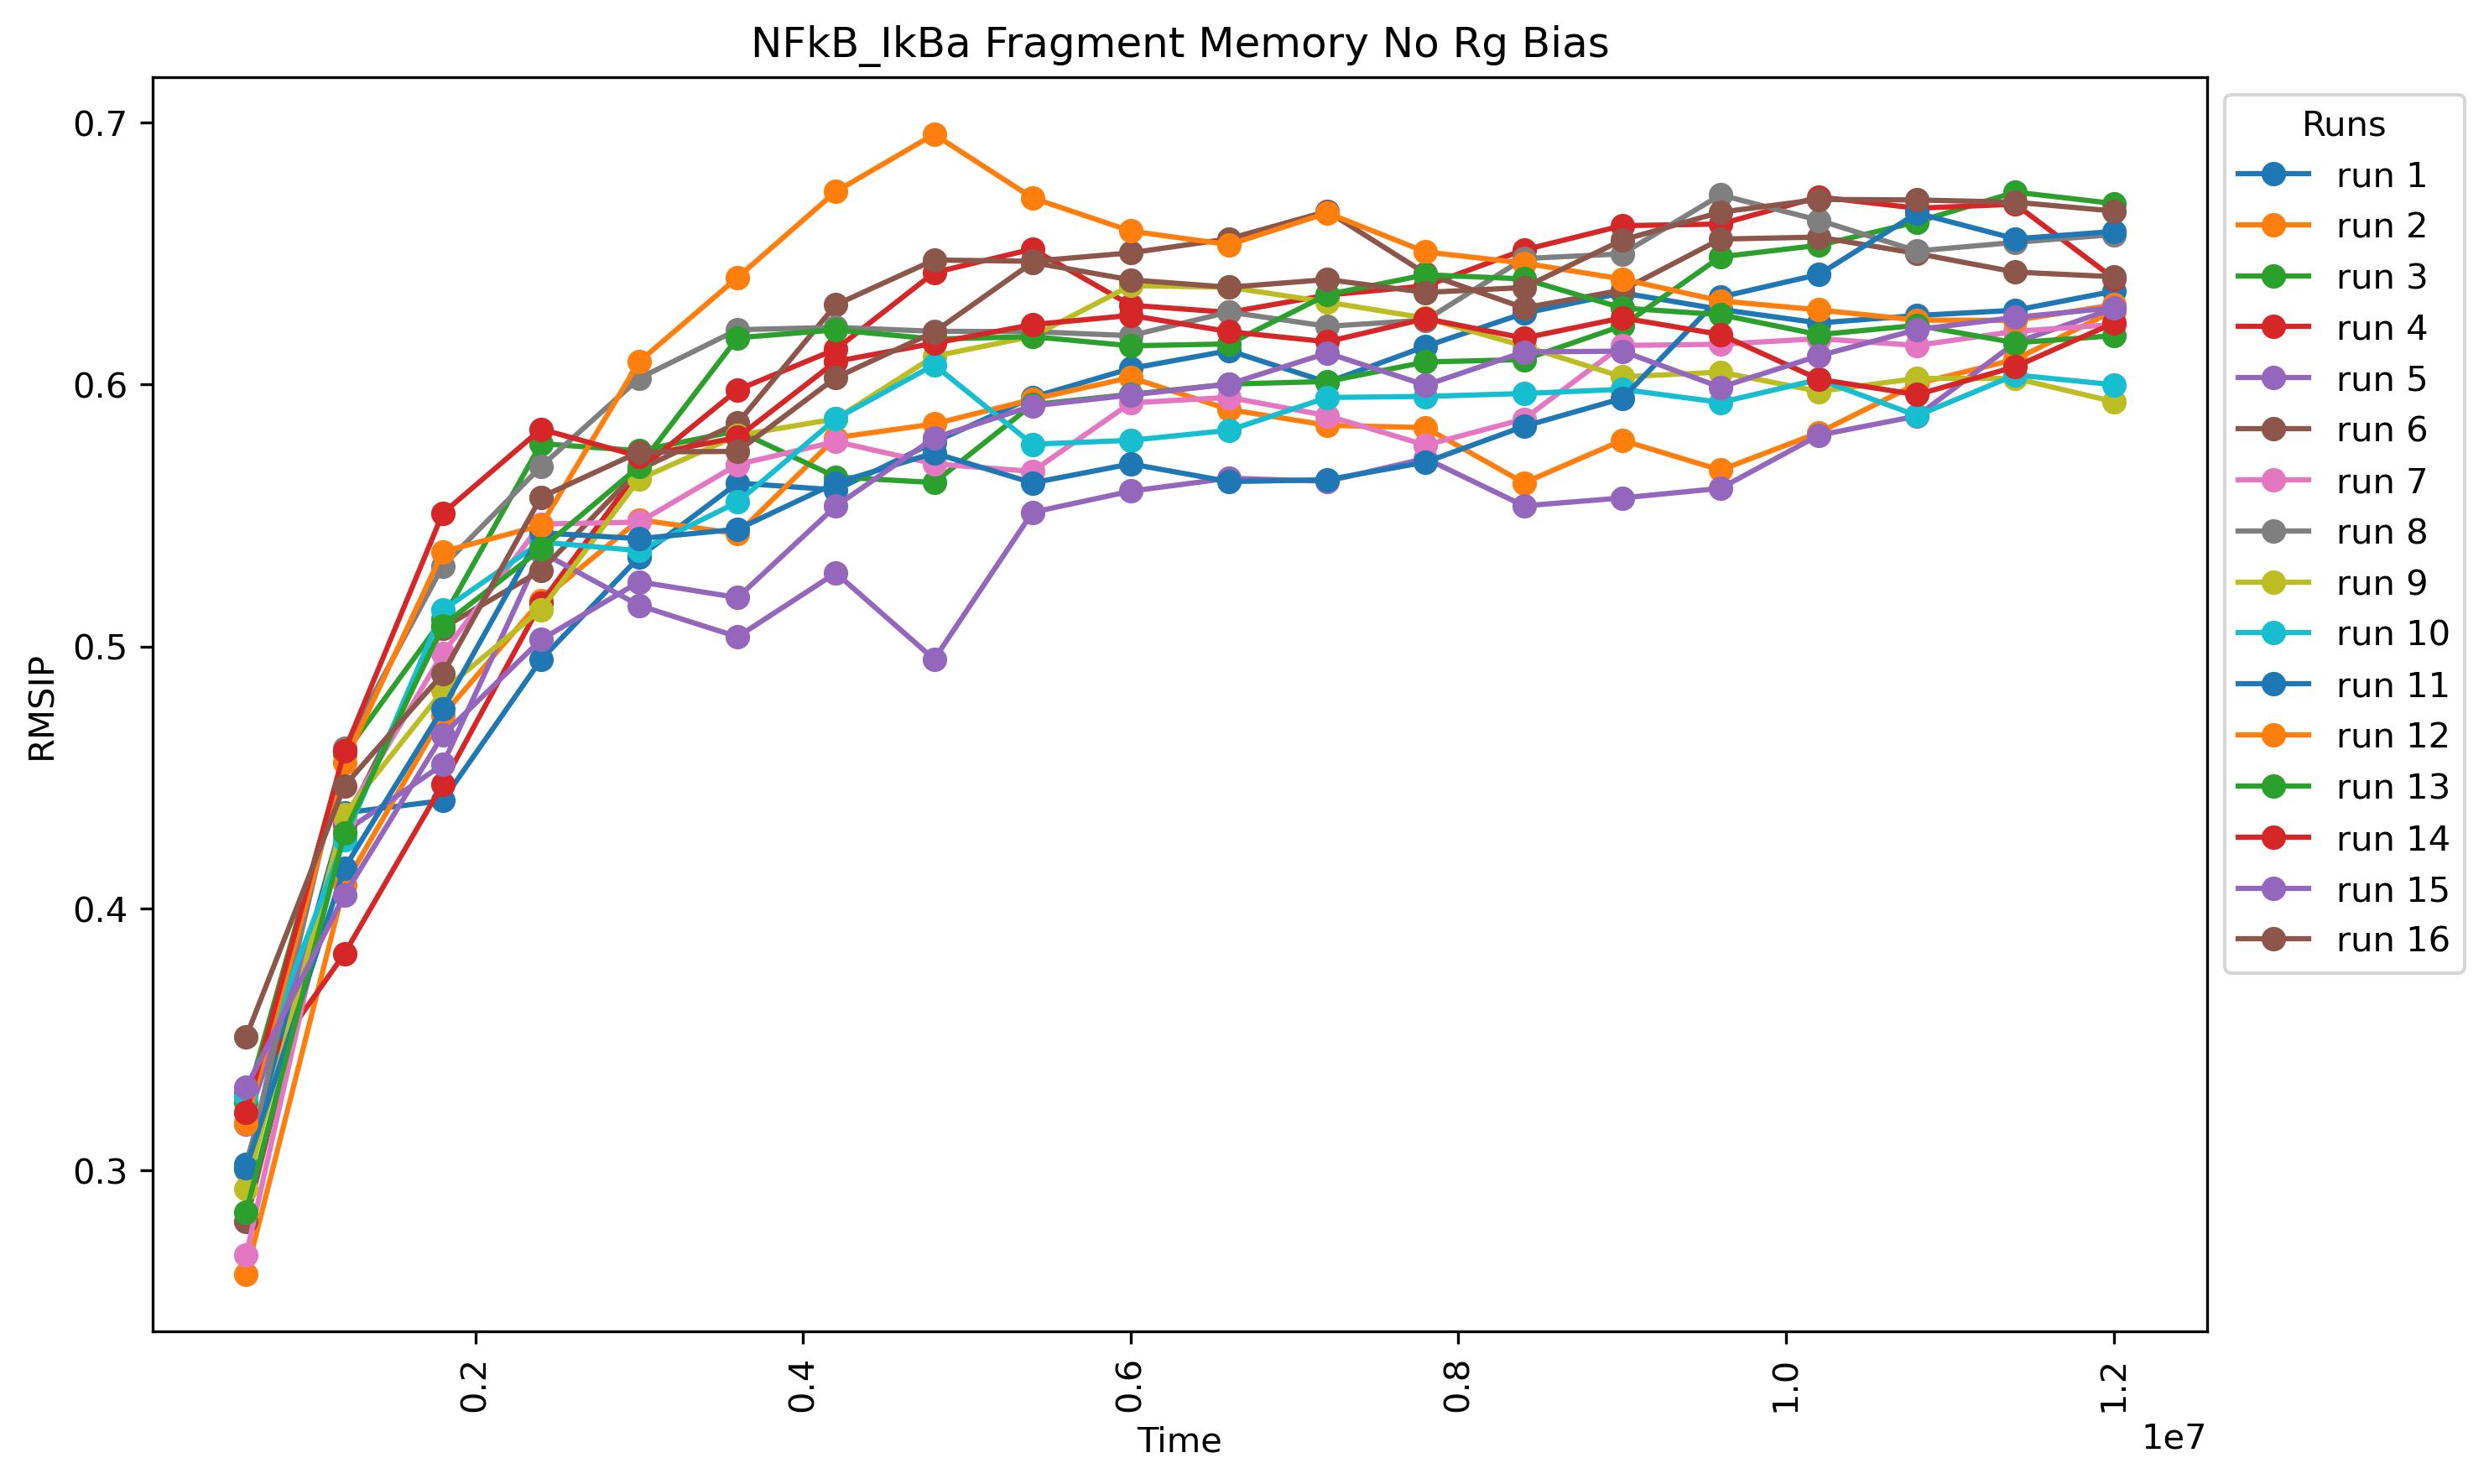 NFkB_IkBa Fragment Memory No Rg Bias
0.7
0.6
0.5
0.4
0.3
RMSIP
0.2
0.4
0.6
0.8
1.0
1.2
Time
1e7
Runs
run 1
run 2
run 3
run 4
run 5
run 6
run 7
run 8
run 9
run 10
run 11
run 12
run 13
run 14
run 15
run 16